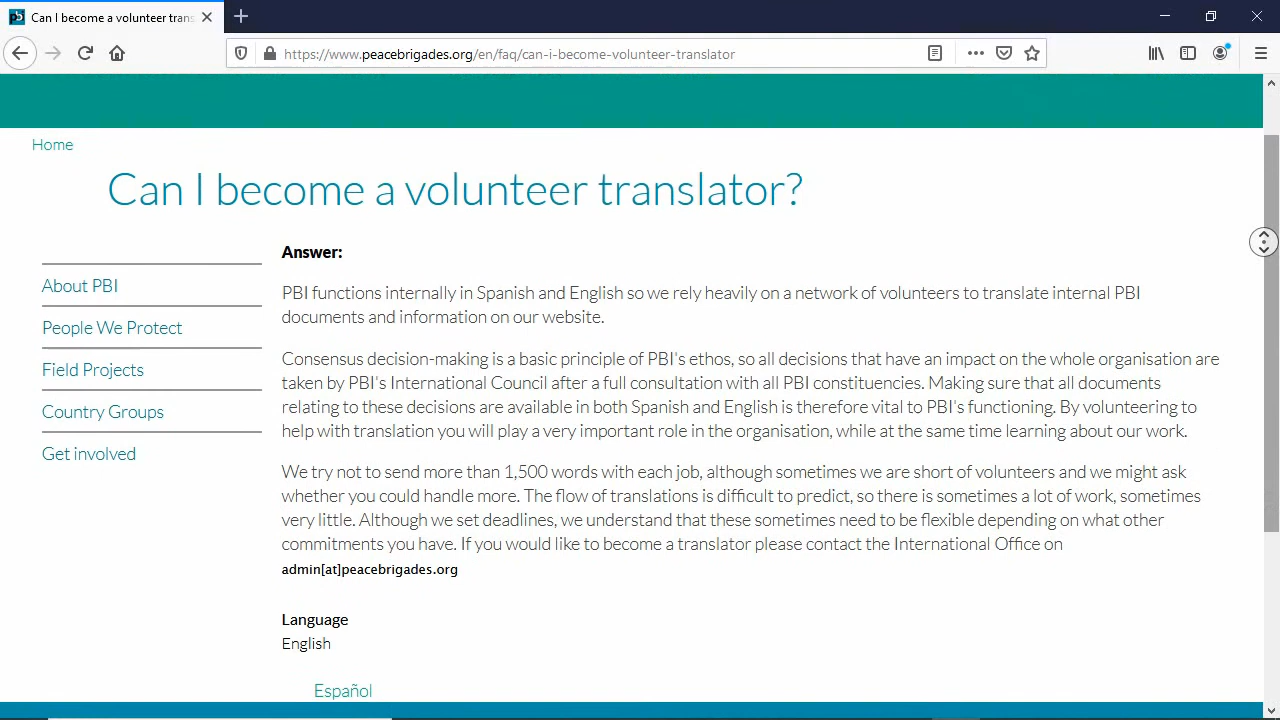 Can I become a volunteer trans
https://www.peacebrigades.org/en/faq/can-i-become-volunteer-translator
Home
Can I become a volunteer translator?
About PBI
People We Protect
Field Projects
Country Groups
Get involved
Answer:
PBI functions internally in Spanish and English so we rely heavily on a network of volunteers to translate internal PBI
documents and information on our website.
Consensus decision-making is a basic principle of PBI's ethos, so all decisions that have an impact on the whole organisation are
taken by PBI's International Council after a full consultation with all PBI constituencies. Making sure that all documents
relating to these decisions are available in both Spanish and English is therefore vital to PBI's functioning. By volunteering to
help with translation you will play a very important role in the organisation, while at the same time learning about our work.
We try not to send more than 1,500 words with each job, although sometimes we are short of volunteers and we might ask
whether you could handle more. The flow of translations is difficult to predict, so there is sometimes a lot of work, sometimes
very little. Although we set deadlines, we understand that these sometimes need to be flexible depending on what other
commitments you have. If you would like to become a translator please contact the International Office on
admin[at]peacebrigades.org
Language
English
Español